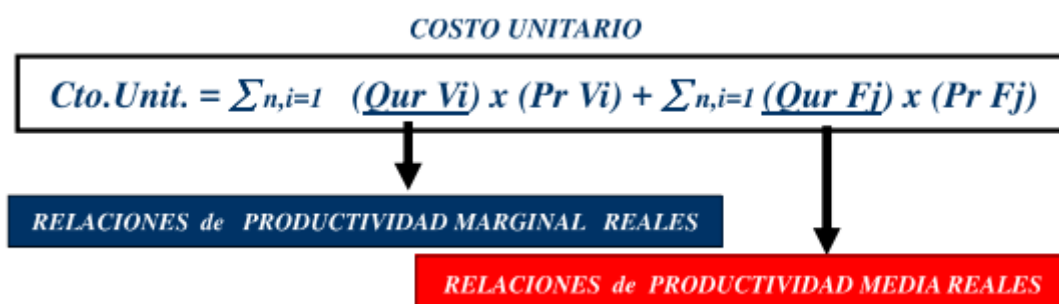 COSTO UNITARIO
Cto.Unit. = ∑n,i=1 (Qur Vi) x (Pr Vi) + ∑n,i=1 (Qur Fj) x (Pr Fj)
RELACIONES de PRODUCTIVIDAD MARGINAL REALES
RELACIONES de PRODUCTIVIDAD MEDIA REALES